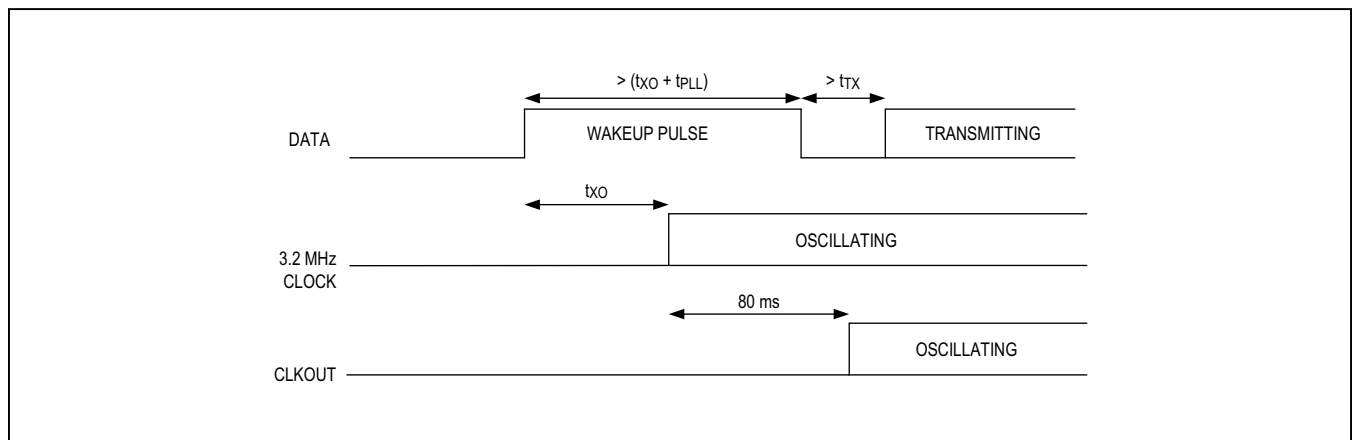 > (tXO + tPLL)
> tTX
DATA
WAKEUP PULSE
TRANSMITTING
tXO
3.2 MHz
CLOCK
OSCILLATING
80 ms
CLKOUT
OSCILLATING